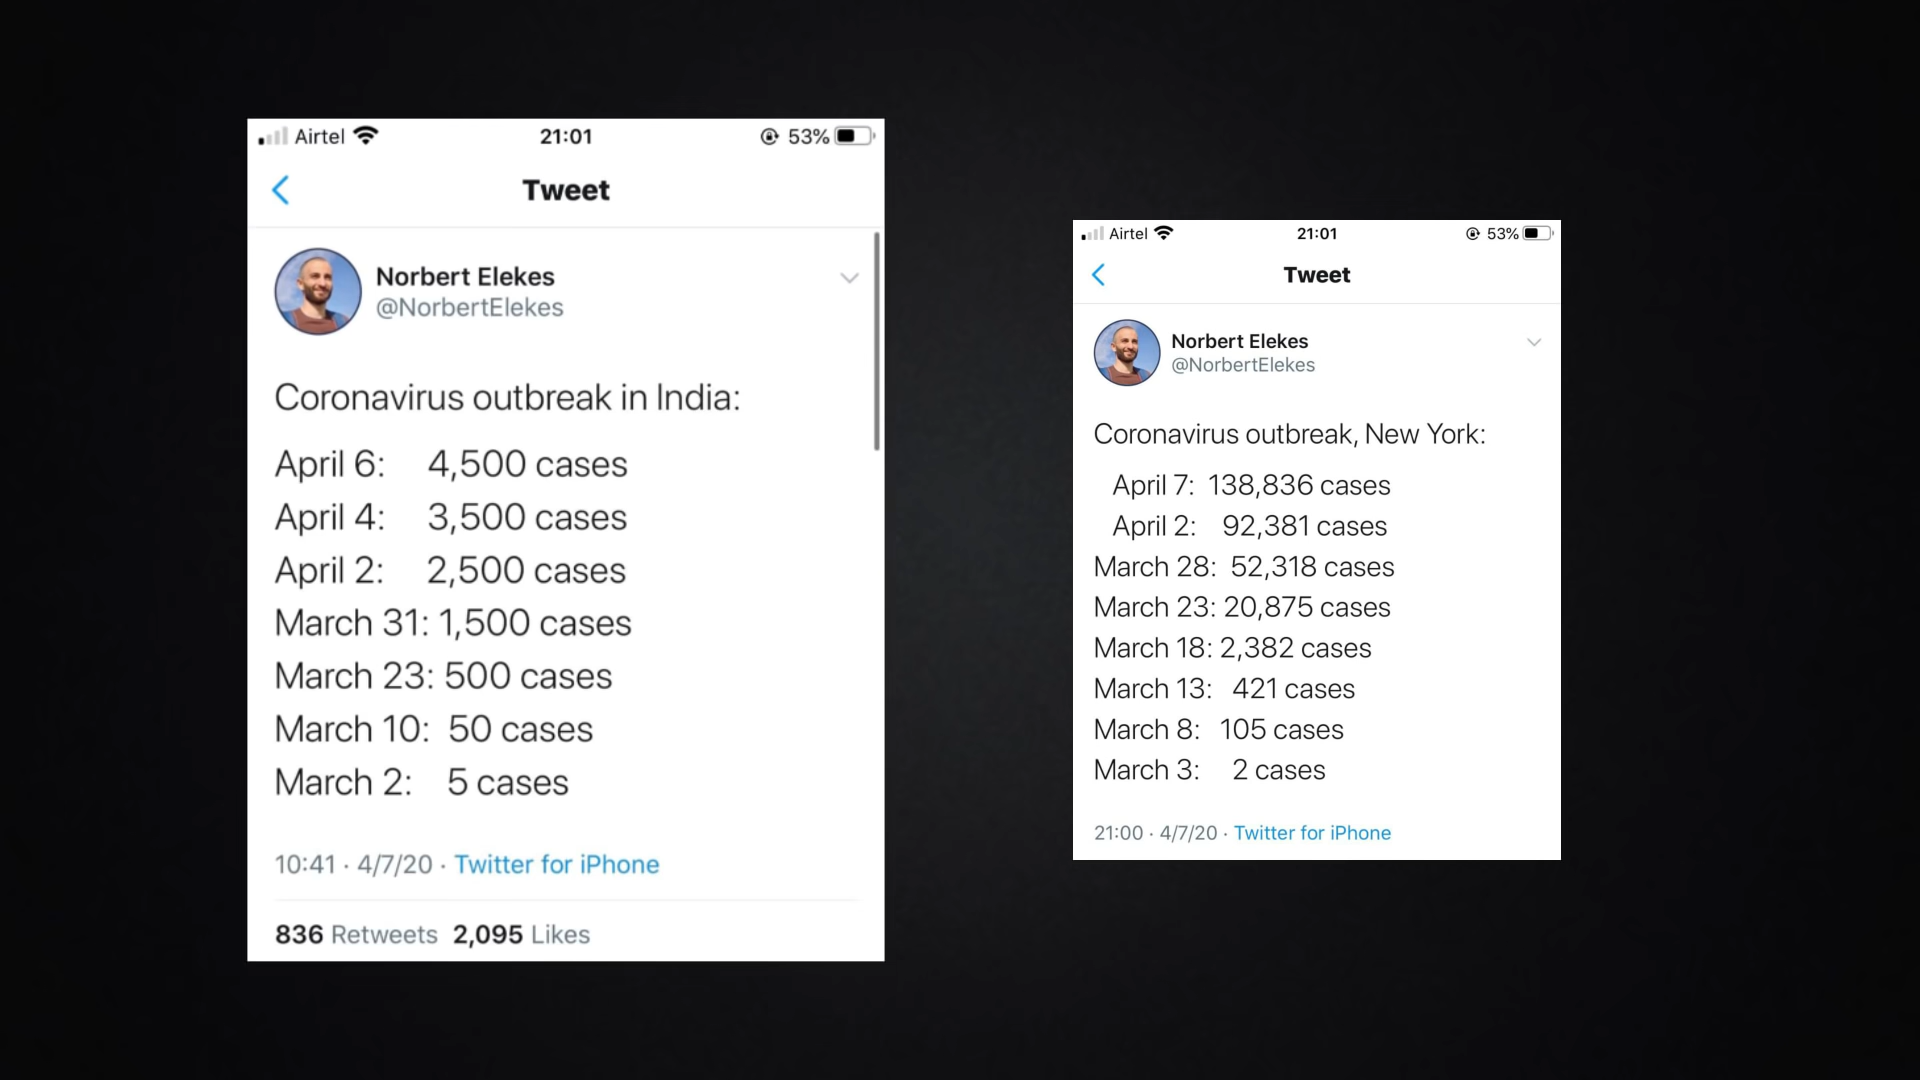 Airtel 21:01 53%
Tweet
Norbert Elekes
@NorbertElekes
Coronavirus outbreak in India:
April 6: 4,500 cases
April 4: 3,500 cases
April 2: 2,500 cases
March 31: 1,500 cases
March 23: 500 cases
March 10: 50 cases
March 2: 5 cases
10:41 · 4/7/20 · Twitter for iPhone
836 Retweets 2,095 Likes
Airtel 21:01 53%
Tweet
Norbert Elekes
@NorbertElekes
Coronavirus outbreak, New York:
April 7: 138,836 cases
April 2: 92,381 cases
March 28: 52,318 cases
March 23: 20,875 cases
March 18: 2,382 cases
March 13: 421 cases
March 8: 105 cases
March 3: 2 cases
21:00 · 4/7/20 · Twitter for iPhone